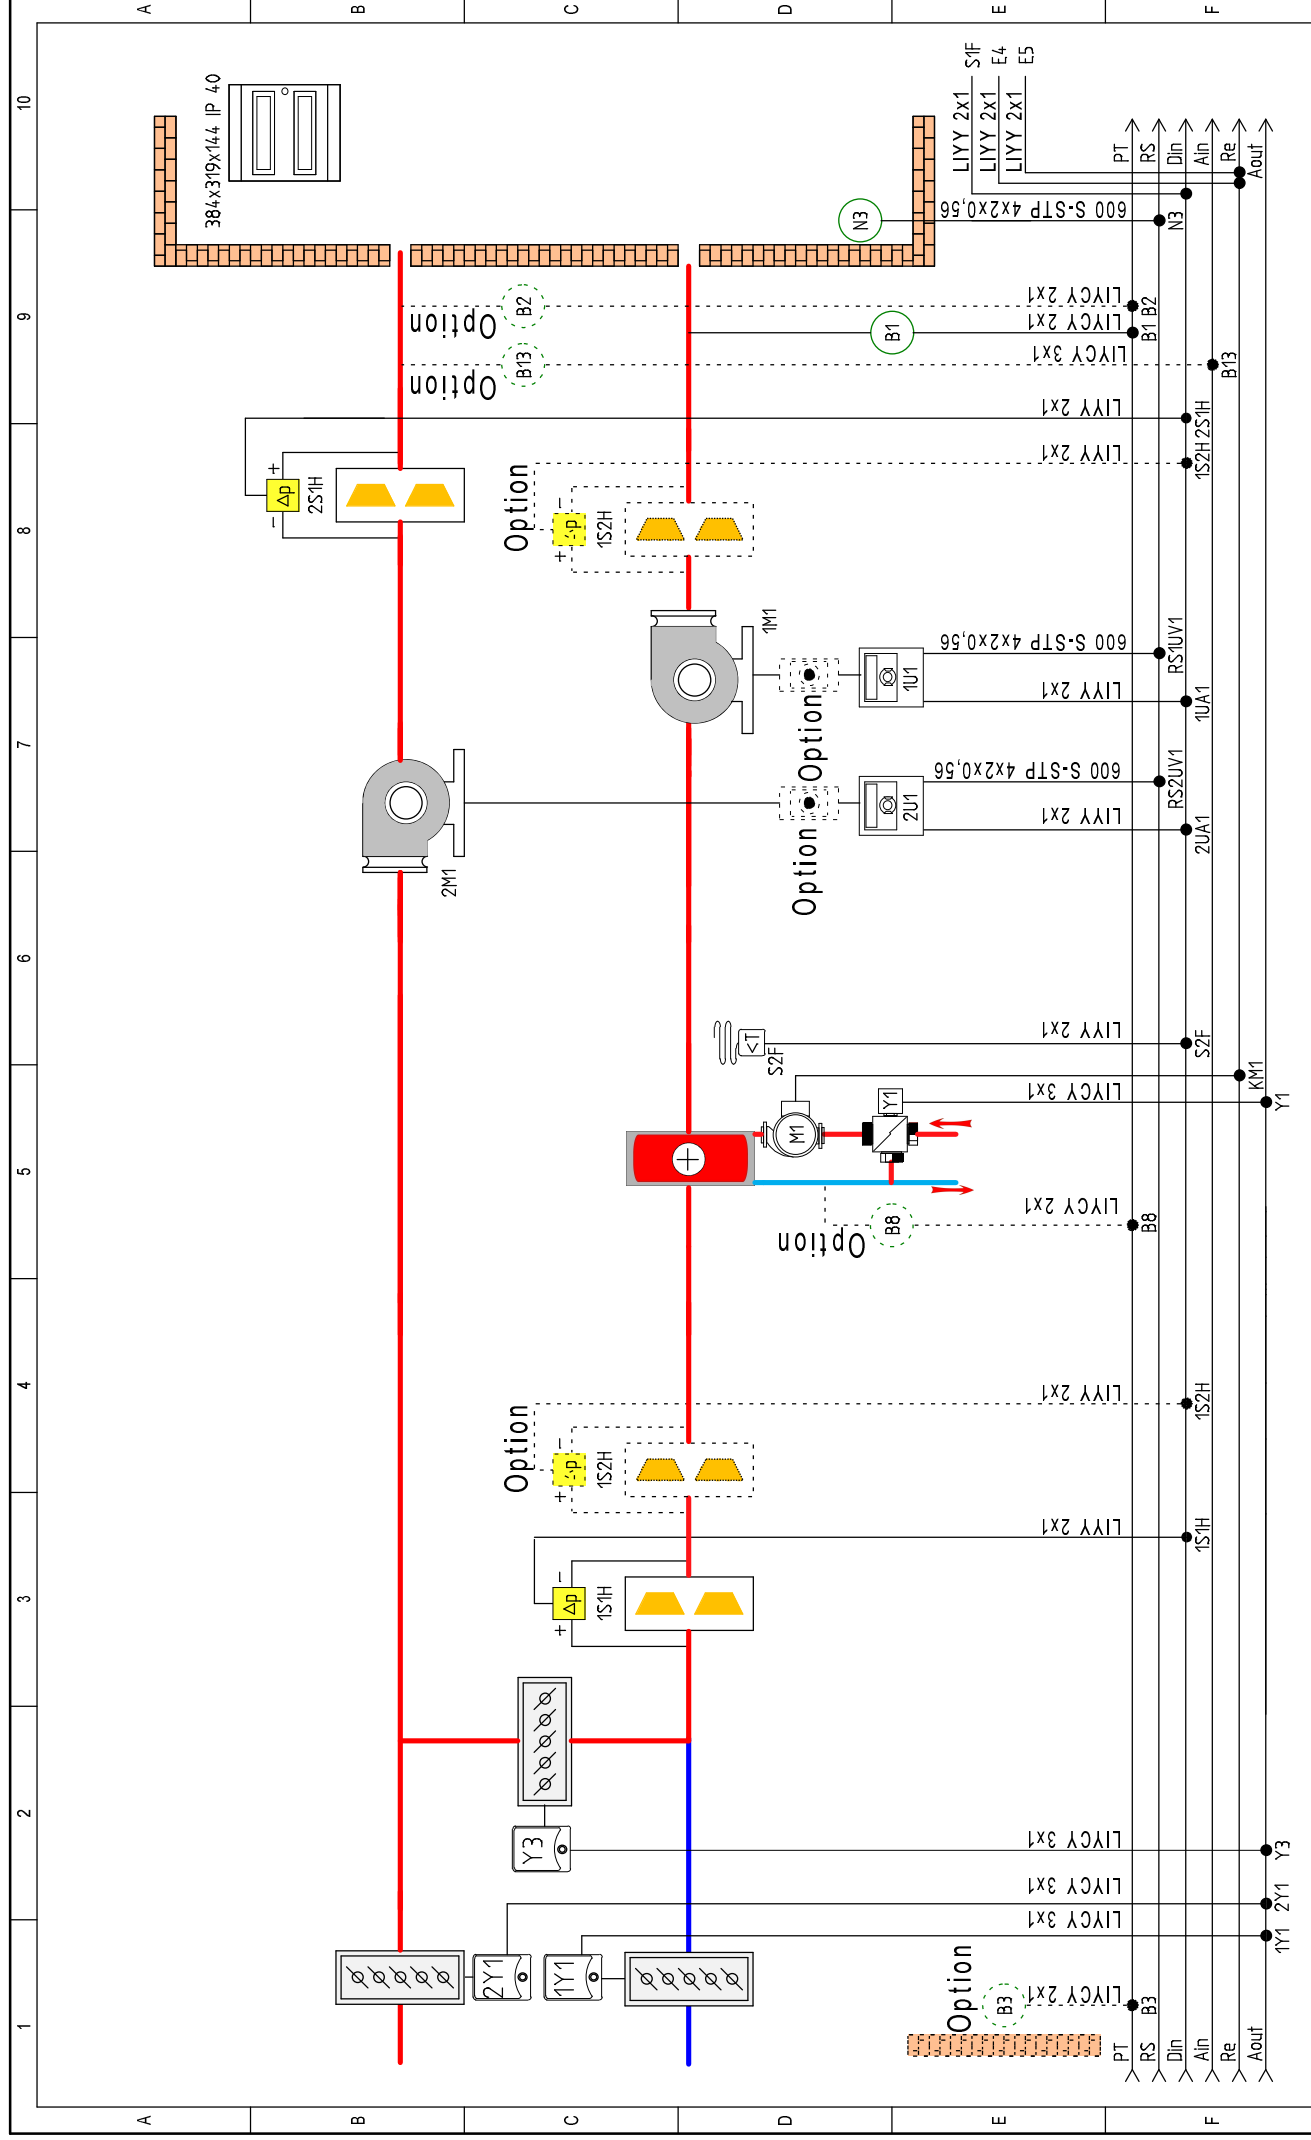 A
B
C
D
E
F
10
9
8
7
6
5
4
3
2
1
384x319x144 IP 40
S1F
E4
E5
LIYY 2x1
LIYY 2x1
LIYY 2x1
PT
RS
Din
Ain
Re
Aout
N3
600 S-STP 4x2x0,56
N3
Option
B2
LIYCY 2x1
B2
B1
LIYCY 2x1
B1
Option
B13
LIYCY 3x1
B13
+
Δp
-
2S1H
LIYY 2x1
2S1H
Option
-
p
+
1S2H
LIYY 2x1
1S2H
1M1
Option
1U1
600 S-STP 4x2x0,56
RS1UV1
LIYY 2x1
1UA1
2M1
Option
2U1
600 S-STP 4x2x0,56
RS2UV1
LIYY 2x1
2UA1
<T
S2F
LIYY 2x1
S2F
M1
KM1
Y1
LIYCY 3x1
Y1
Option
B8
LIYCY 2x1
B8
Option
-
p
+
1S2H
LIYY 2x1
1S2H
-
Δp
+
1S1H
LIYY 2x1
1S1H
Y3
LIYCY 3x1
Y3
2Y1
LIYCY 3x1
2Y1
1Y1
LIYCY 3x1
1Y1
Option
B3
LIYCY 2x1
B3
PT
RS
Din
Ain
Re
Aout
A
B
C
D
E
F